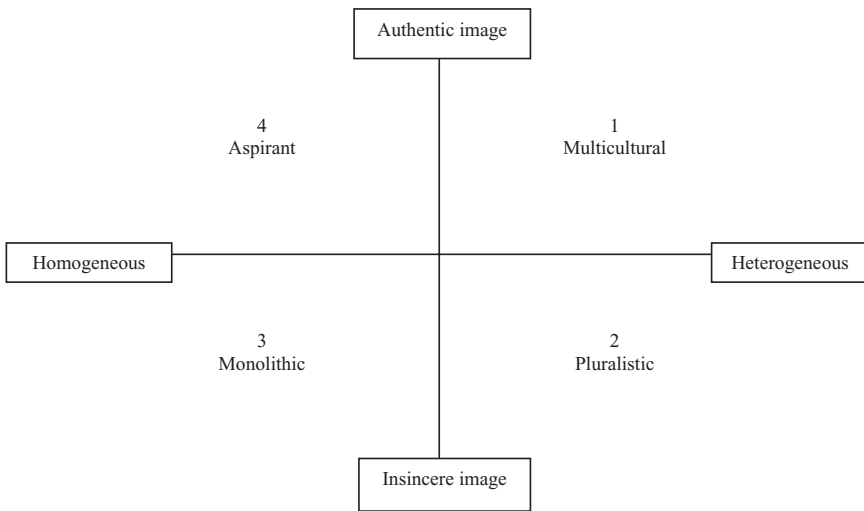 Authentic image
4
Aspirant
1
Multicultural
Homogeneous
Heterogeneous
3
Monolithic
2
Pluralistic
Insincere image